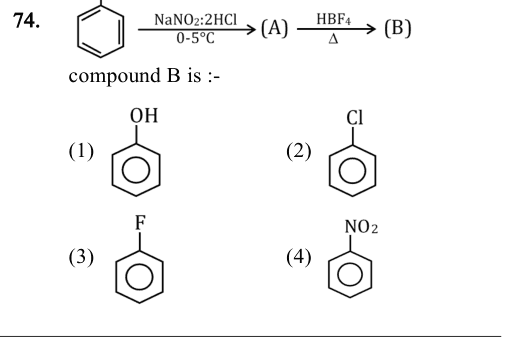 74.
NaNO₂:2HCl
0-5°C
(A)
HBF₄
Δ
(B)
compound B is :-
OH
(1)
Cl
(2)
F
(3)
NO₂
(4)